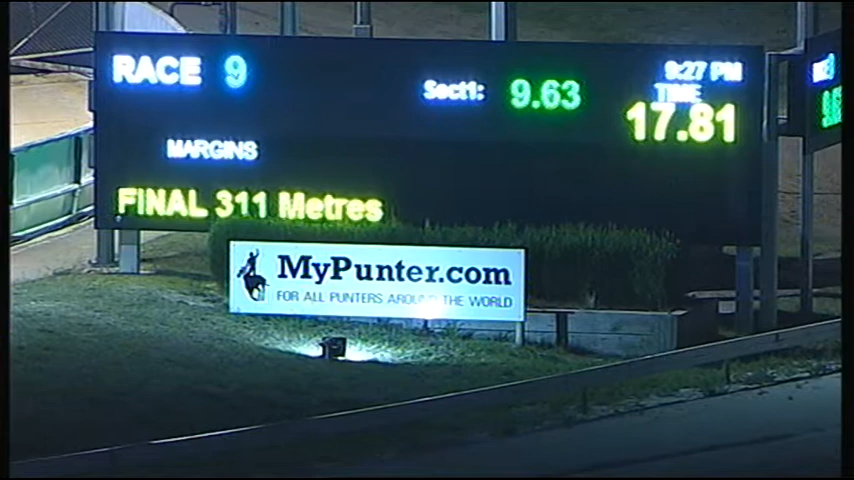 RACE 9
Sect1: 9.63
9:27 PM
TIME
17.81
MARGINS
FINAL 311 Metres
MyPunter.com
FOR ALL PUNTERS AROUND THE WORLD